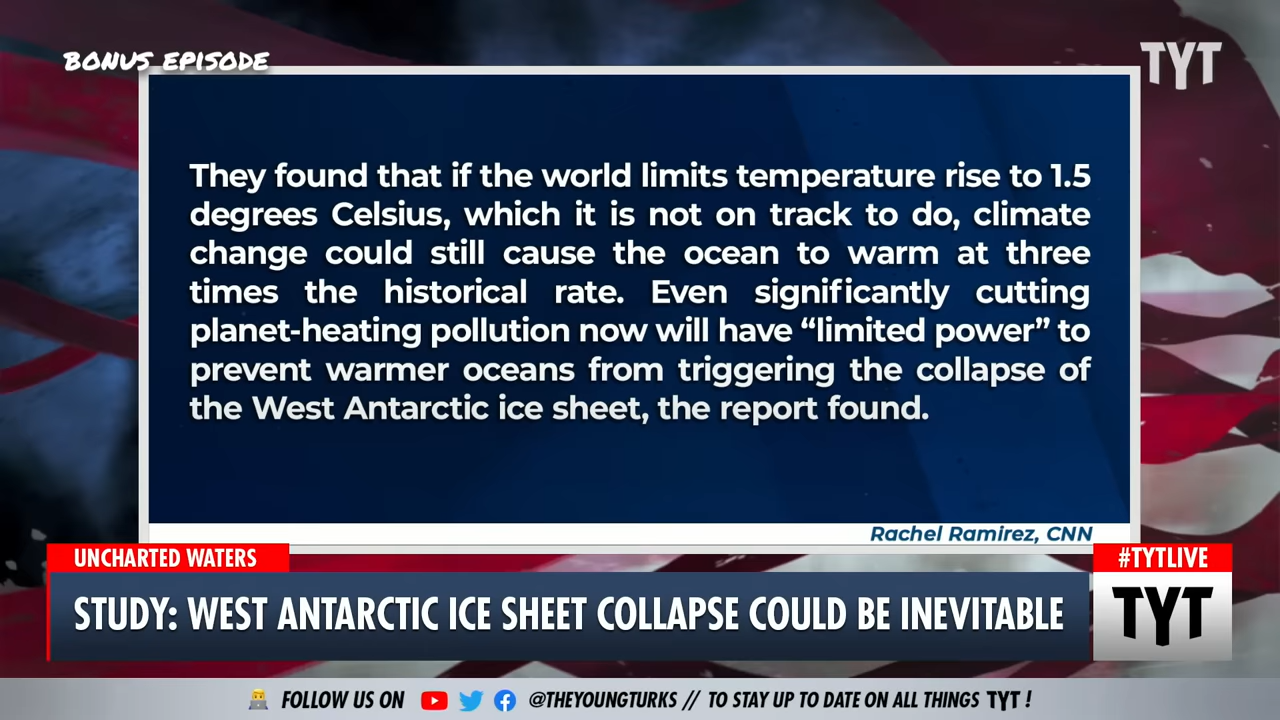 BONUS EPISODE
TYT
They found that if the world limits temperature rise to 1.5
degrees Celsius, which it is not on track to do, climate
change could still cause the ocean to warm at three
times the historical rate. Even significantly cutting
planet-heating pollution now will have “limited power” to
prevent warmer oceans from triggering the collapse of
the West Antarctic ice sheet, the report found.
Rachel Ramirez, CNN
UNCHARTED WATERS
#TYTLIVE
STUDY: WEST ANTARCTIC ICE SHEET COLLAPSE COULD BE INEVITABLE
TYT
FOLLOW US ON @THEYOUNGTURKS // TO STAY UP TO DATE ON ALL THINGS TYT !